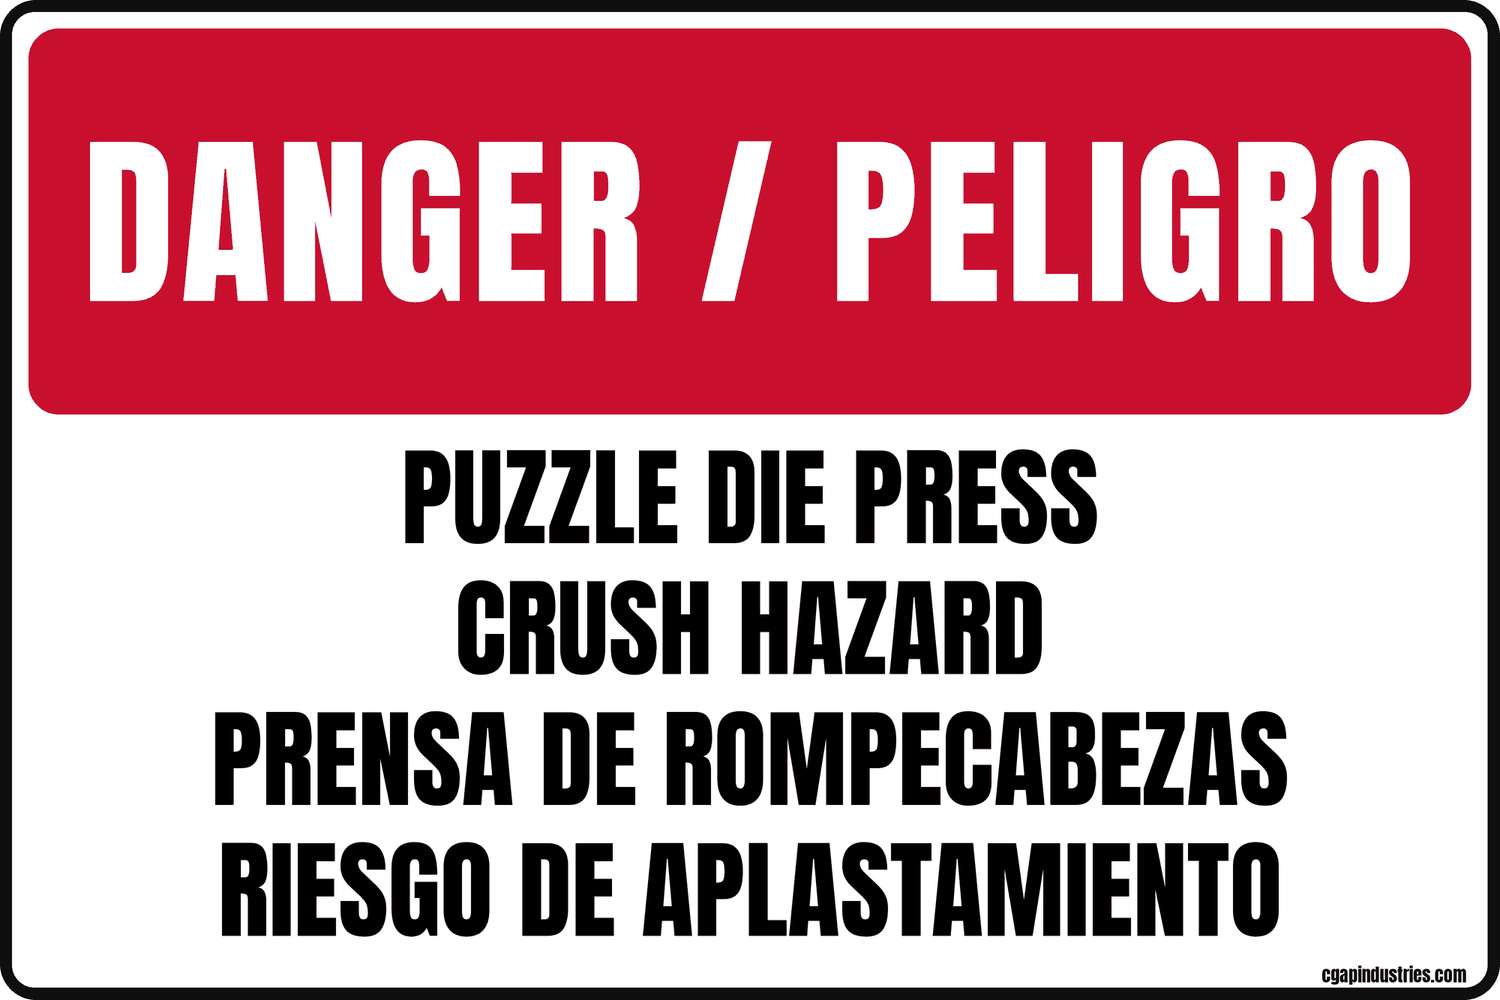 DANGER / PELIGRO
PUZZLE DIE PRESS
CRUSH HAZARD
PRENSA DE ROMPECABEZAS
RIESGO DE APLASTAMIENTO
cgapindustries.com